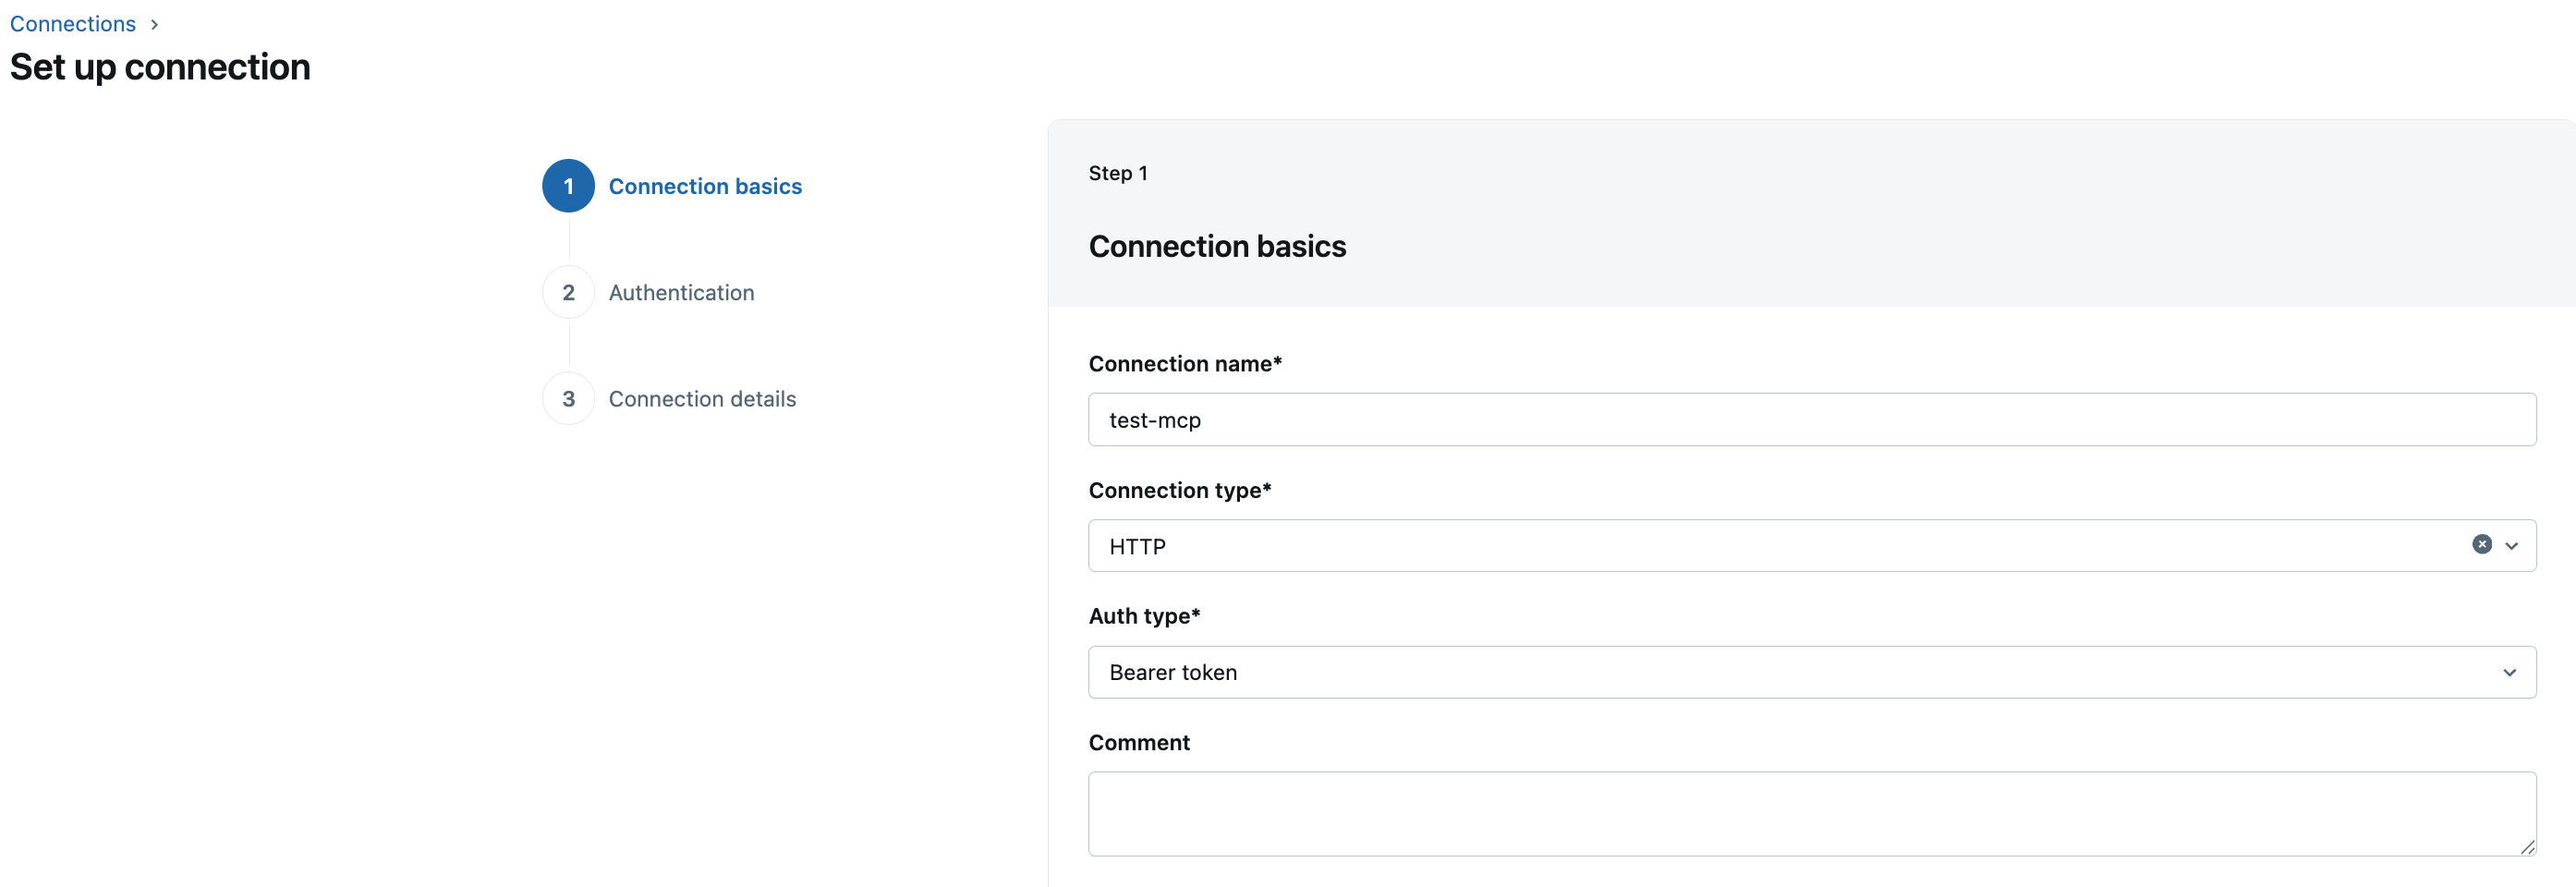 Connections
Set up connection
1 Connection basics
2 Authentication
3 Connection details
Step 1
Connection basics
Connection name*
test-mcp
Connection type*
HTTP
Auth type*
Bearer token
Comment